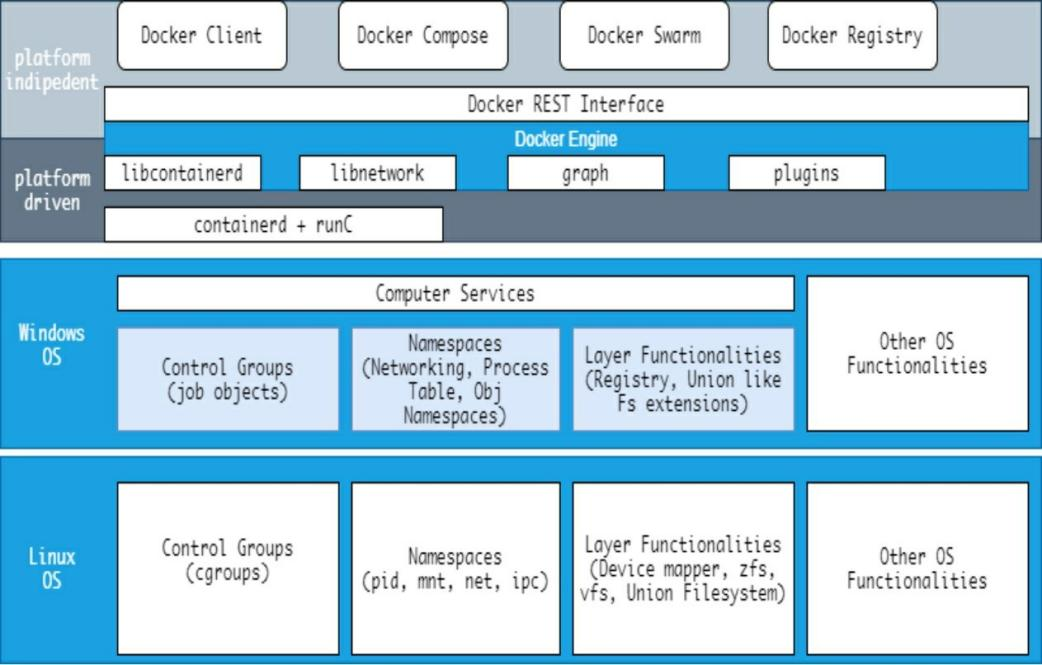 Docker Client
Docker Compose
Docker Swarm
Docker Registry
platform
indipedent
Docker REST Interface
Docker Engine
platform
driven
libcontainerd
libnetwork
graph
plugins
containerd + runC
Windows
OS
Computer Services
Control Groups
(job objects)
Namespaces
(Networking, Process
Table, Obj
Namespaces)
Layer Functionalities
(Registry, Union like
Fs extensions)
Other OS
Functionalities
Linux
OS
Control Groups
(cgroups)
Namespaces
(pid, mnt, net, ipc)
Layer Functionalities
(Device mapper, zfs,
vfs, Union Filesystem)
Other OS
Functionalities